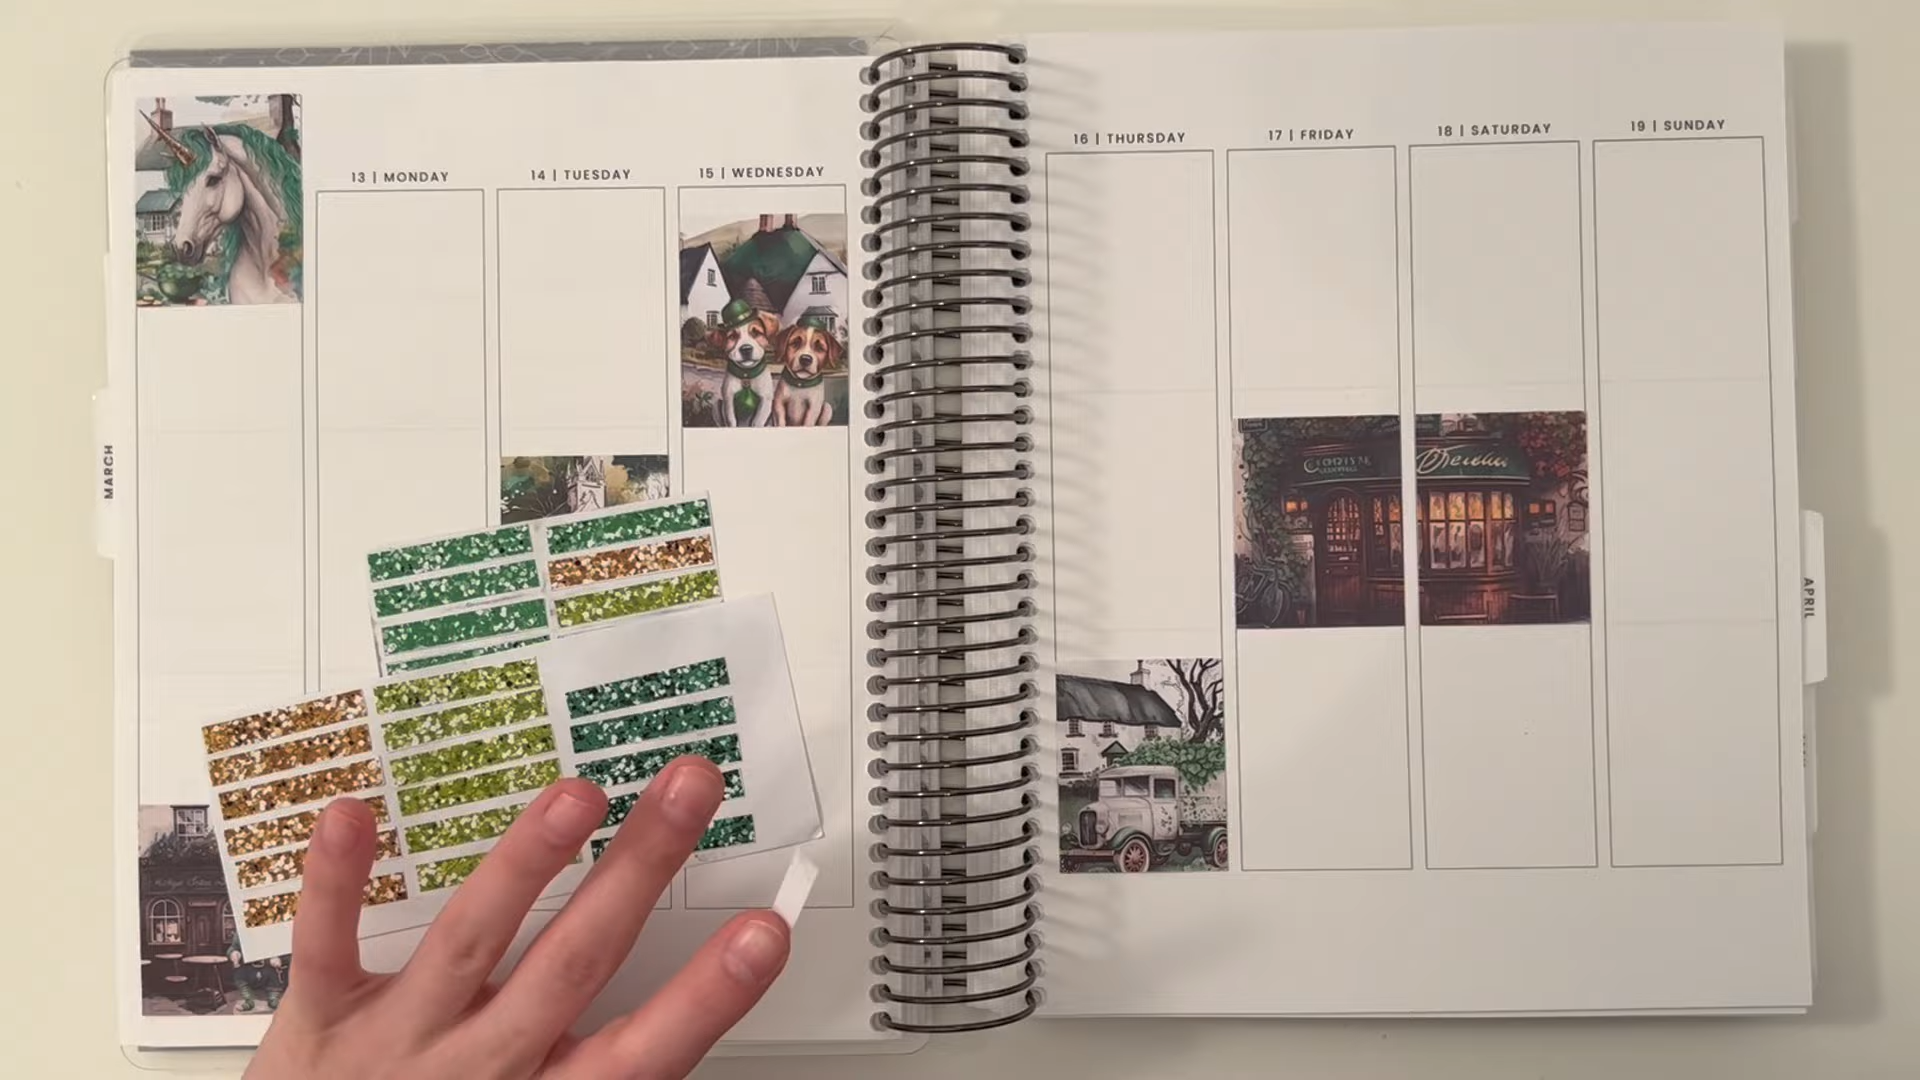 13 | MONDAY
14 | TUESDAY
15 | WEDNESDAY
16 | THURSDAY
17 | FRIDAY
18 | SATURDAY
19 | SUNDAY
MARCH
APRIL